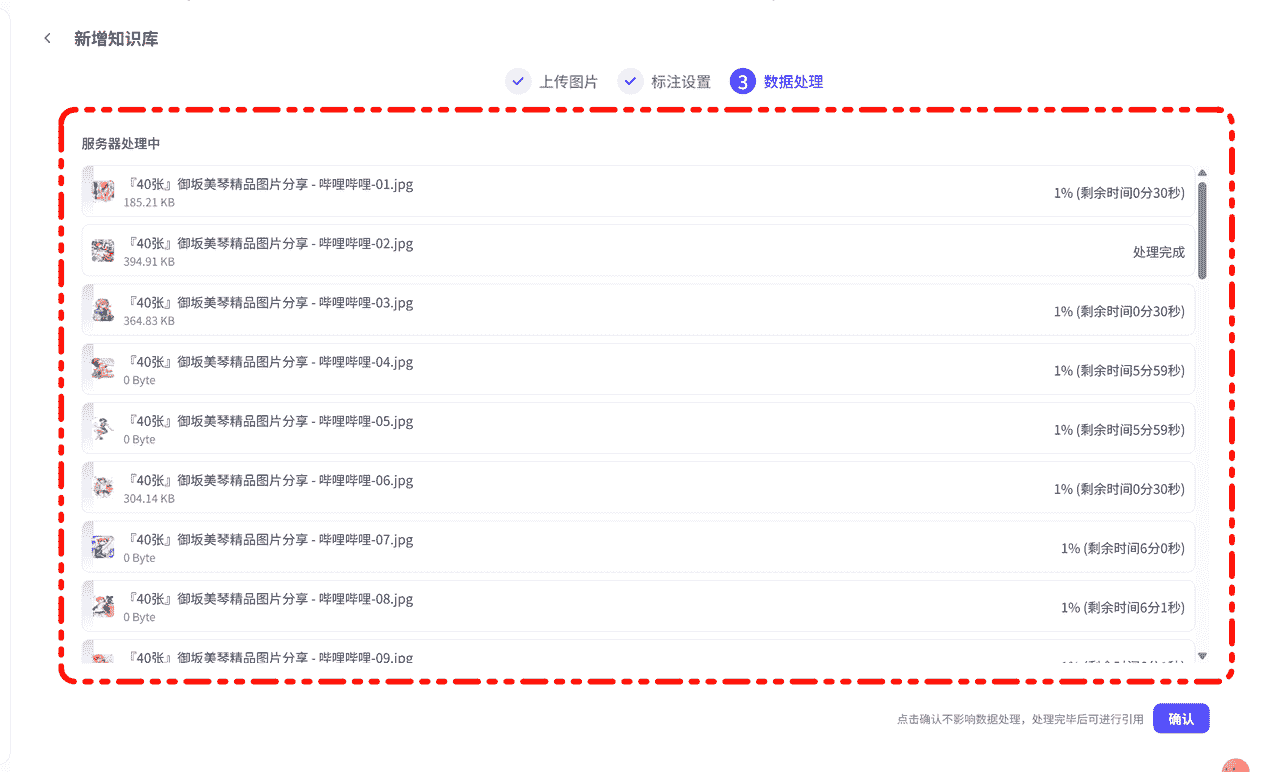 新增知识库
上传图片 标注设置 3 数据处理
服务器处理中
『40张』御坂美琴精品图片分享 - 哔哩哔哩-01.jpg
185.21 KB
1% (剩余时间0分30秒)
『40张』御坂美琴精品图片分享 - 哔哩哔哩-02.jpg
394.91 KB
处理完成
『40张』御坂美琴精品图片分享 - 哔哩哔哩-03.jpg
364.83 KB
1% (剩余时间0分30秒)
『40张』御坂美琴精品图片分享 - 哔哩哔哩-04.jpg
0 Byte
1% (剩余时间5分59秒)
『40张』御坂美琴精品图片分享 - 哔哩哔哩-05.jpg
0 Byte
1% (剩余时间5分59秒)
『40张』御坂美琴精品图片分享 - 哔哩哔哩-06.jpg
304.14 KB
1% (剩余时间0分30秒)
『40张』御坂美琴精品图片分享 - 哔哩哔哩-07.jpg
0 Byte
1% (剩余时间6分0秒)
『40张』御坂美琴精品图片分享 - 哔哩哔哩-08.jpg
0 Byte
1% (剩余时间6分1秒)
『40张』御坂美琴精品图片分享 - 哔哩哔哩-09.jpg
点击确认不影响数据处理，处理完毕后可进行引用
确认